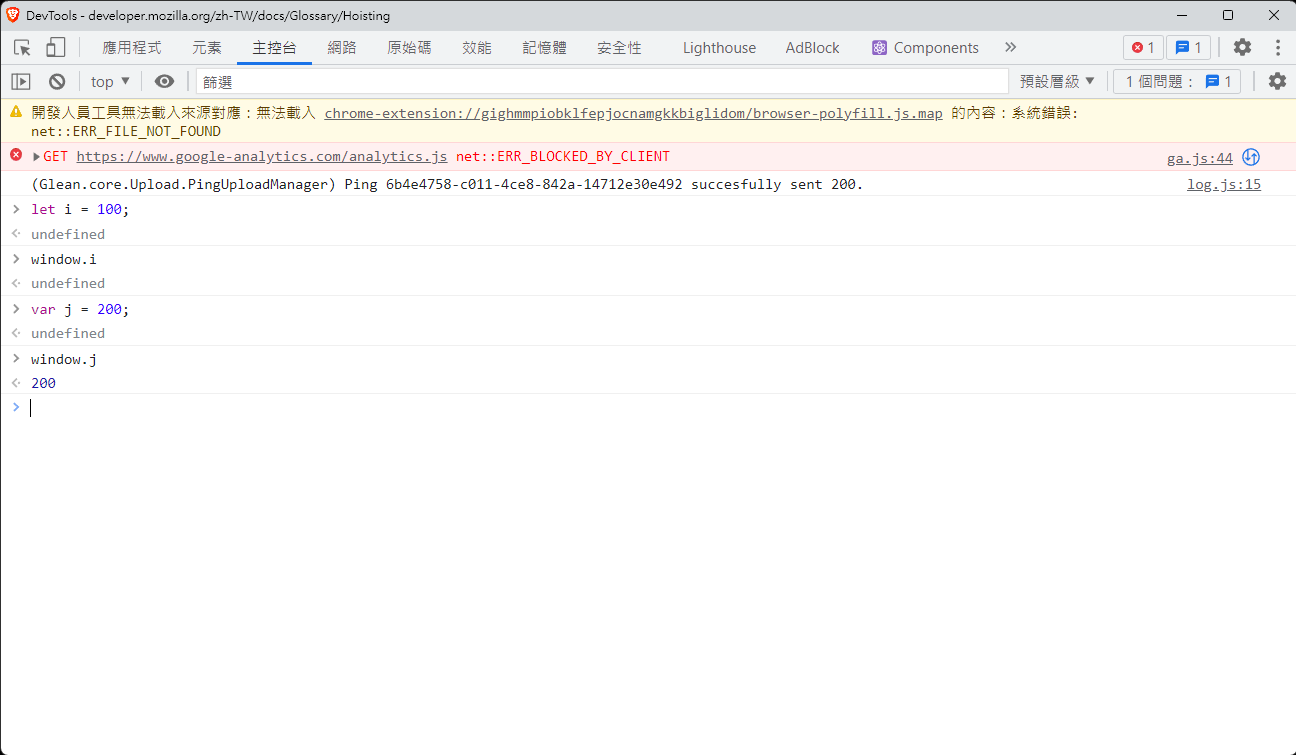 DevTools - developer.mozilla.org/zh-TW/docs/Glossary/Hoisting
應用程式 元素 主控台 網路 原始碼 效能 記憶體 安全性 Lighthouse AdBlock Components 1 1
top 篩選 預設層級 1 個問題： 1
開發人員工具無法載入來源對應：無法載入 chrome-extension://gighmmpiobklfepjocnamgkkbiglidom/browser-polyfill.js.map 的內容：系統錯誤:
net::ERR_FILE_NOT_FOUND
GET https://www.google-analytics.com/analytics.js net::ERR_BLOCKED_BY_CLIENT ga.js:44
(Glean.core.Upload.PingUploadManager) Ping 6b4e4758-c011-4ce8-842a-14712e30e492 succesfully sent 200. log.js:15
let i = 100;
undefined
window.i
undefined
var j = 200;
undefined
window.j
200